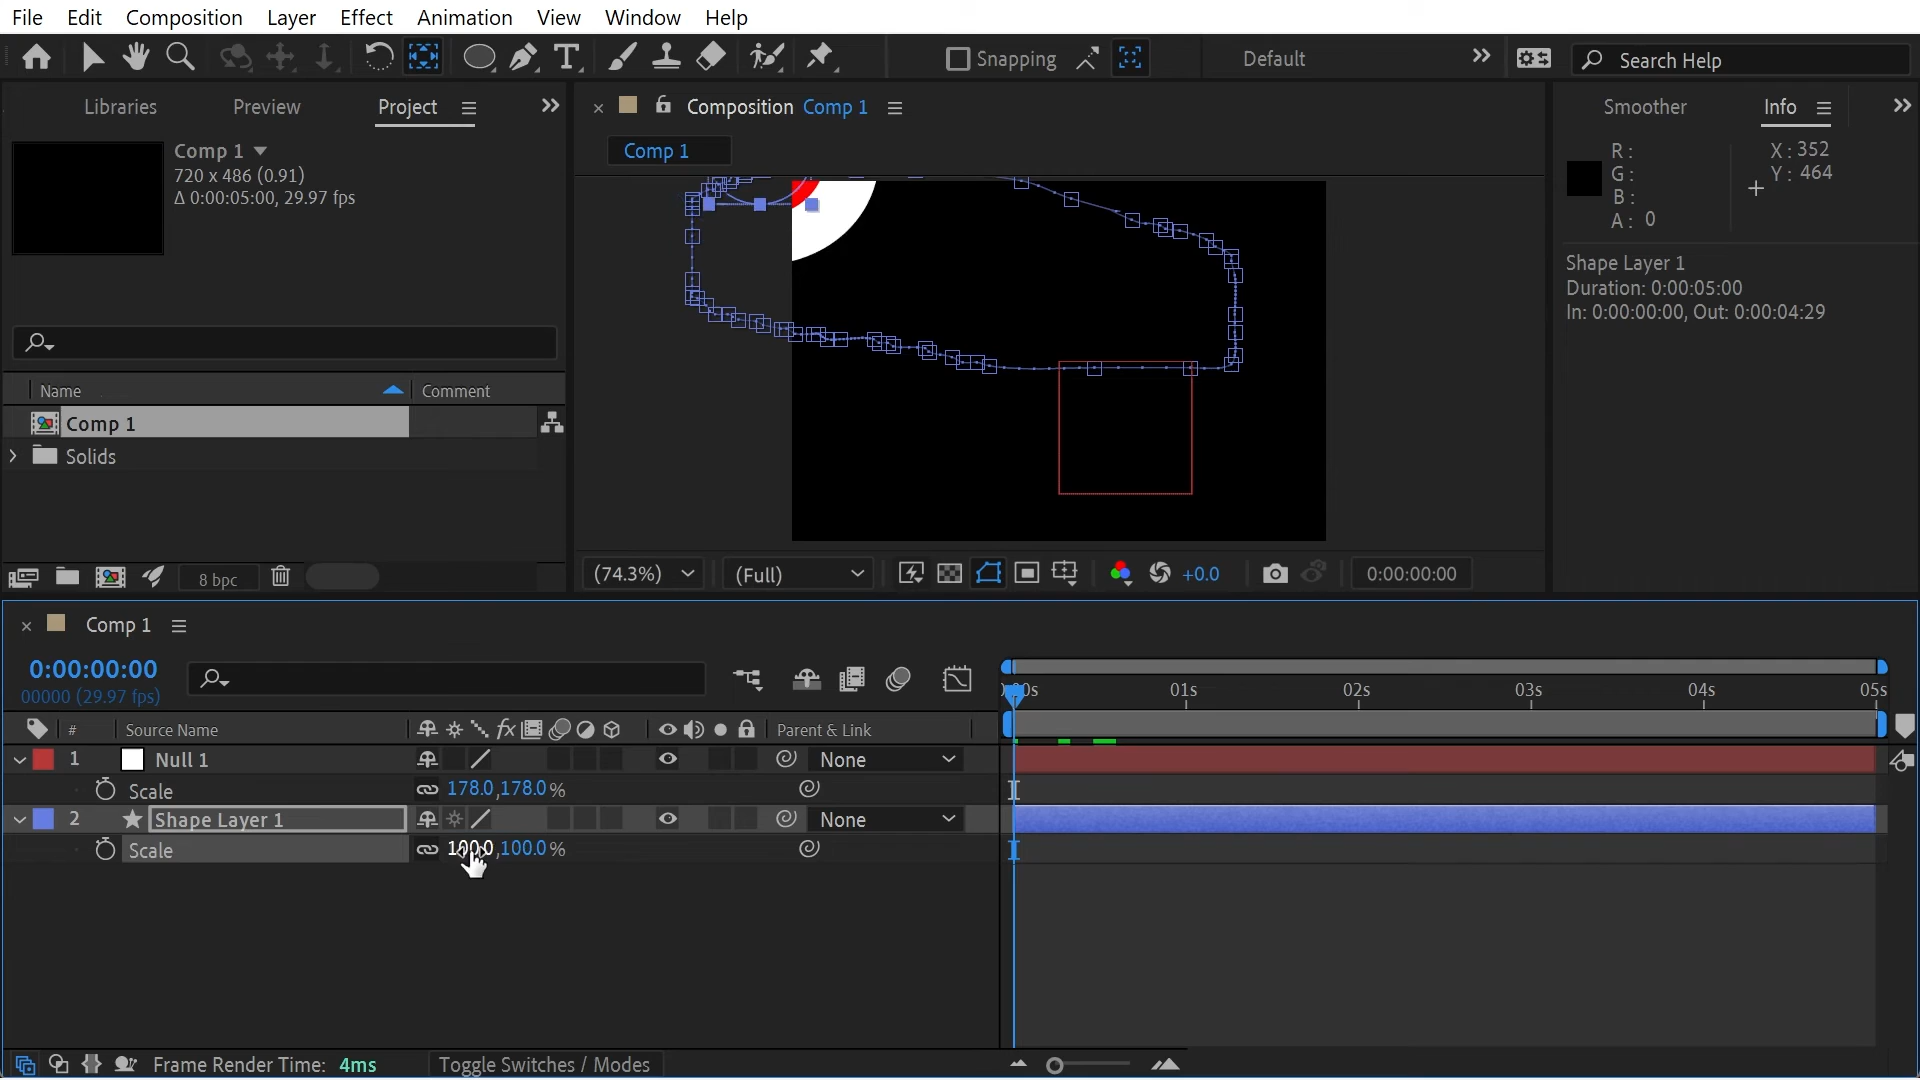 File Edit Composition Layer Effect Animation View Window Help
Snapping Default Search Help
Libraries Preview Project
Composition Comp 1
Smoother Info
Comp 1
720 x 486 (0.91)
Δ 0:00:05:00, 29.97 fps
Comp 1
R:
G:
B:
A: 0
X: 352
Y: 464
Shape Layer 1
Duration: 0:00:05:00
In: 0:00:00:00, Out: 0:00:04:29
Name Comment
Comp 1
Solids
8 bpc
(74.3%) (Full) +0.0 0:00:00:00
Comp 1
0:00:00:00
00000 (29.97 fps)
01s 02s 03s 04s 05s
# Source Name fx Parent & Link
1 Null 1 None
Scale 178.0,178.0%
2 Shape Layer 1 None
Scale 100.0,100.0%
Frame Render Time: 4ms Toggle Switches / Modes